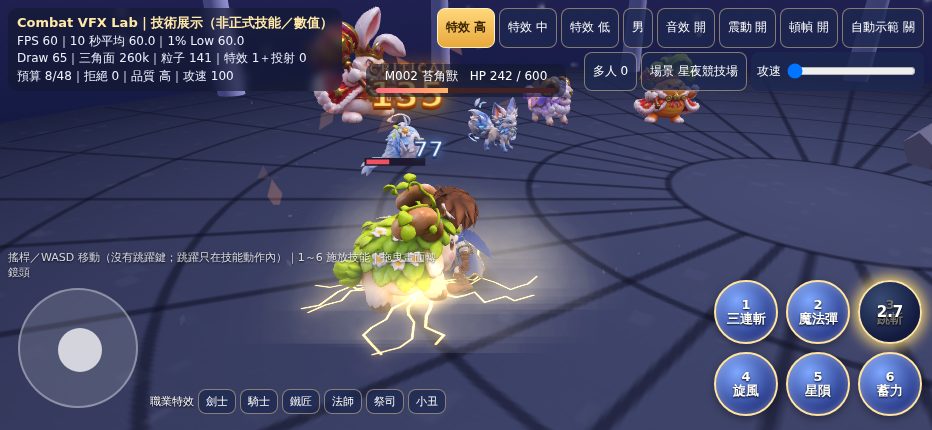 Combat VFX Lab｜技術展示（非正式技能／數值）
FPS 60｜10 秒平均 60.0｜1% Low 60.0
Draw 65｜三角面 260k｜粒子 141｜特效 1＋投射 0
預算 8/48｜拒絕 0｜品質 高｜攻速 100
特效 高
特效 中
特效 低
男
音效 開
震動 開
頓幀 開
自動示範 關
多人 0
場景 星夜競技場
攻速
CRITICAL
135
M002 苔角獸 HP 242 / 600
77
搖桿／WASD 移動（沒有跳躍鍵；跳躍只在技能動作內）｜1~6 施放技能｜拖曳畫面轉
鏡頭
1
三連斬
2
魔法彈
3
跳斬
2.7
4
旋風
5
星隕
6
蓄力
職業特效
劍士
騎士
鐵匠
法師
祭司
小丑